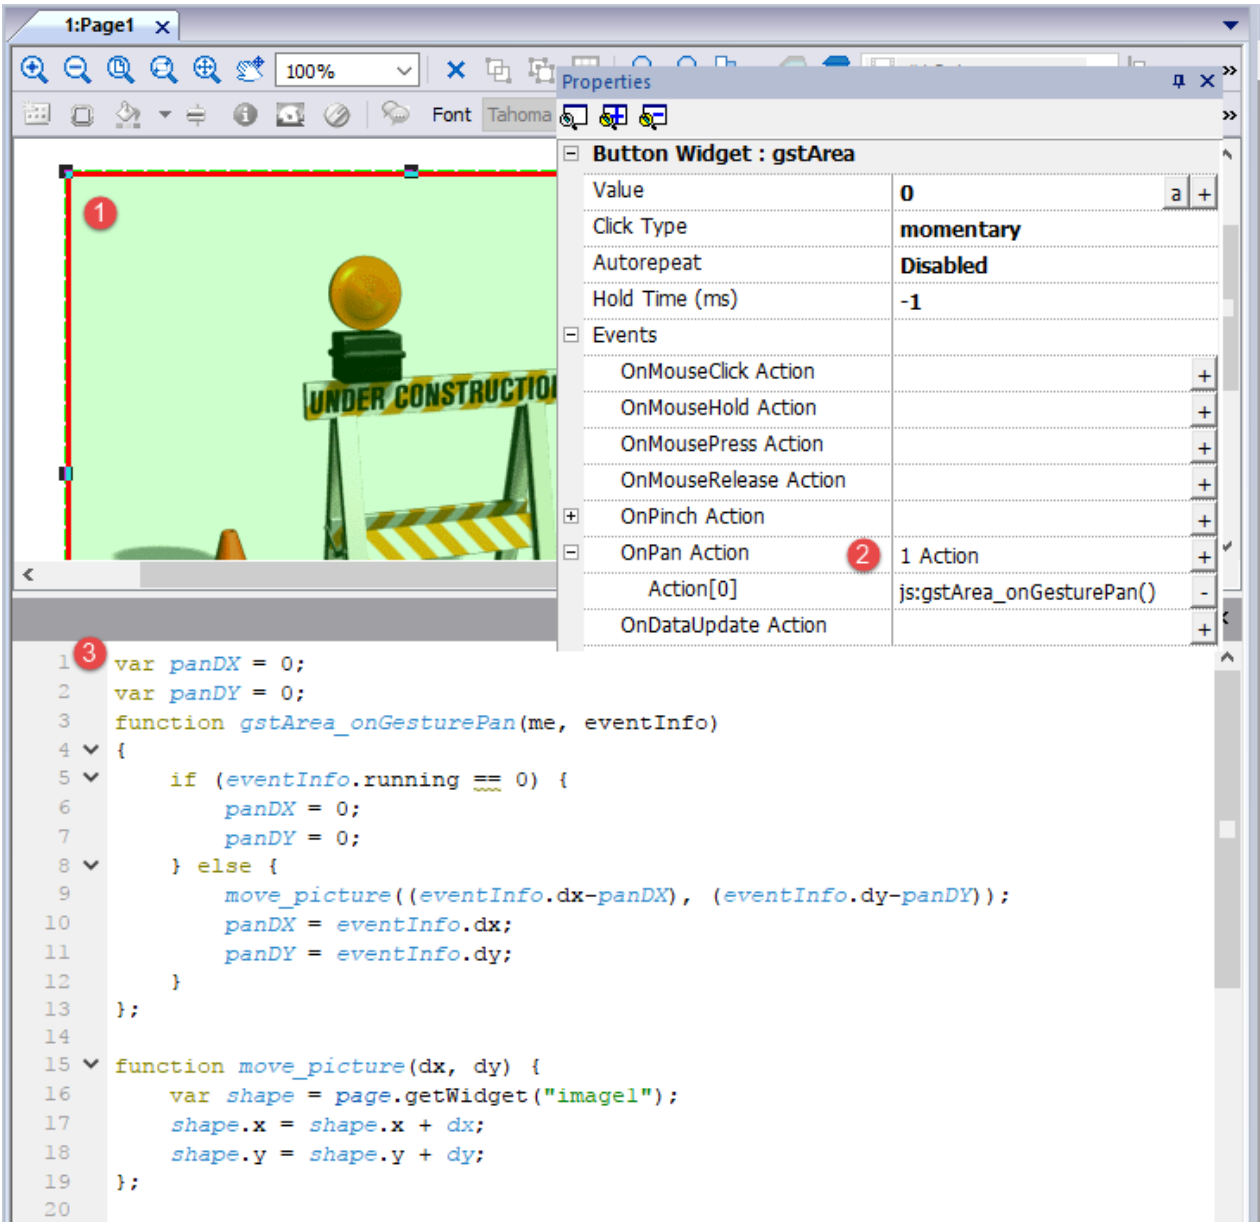 1:Page1
100%
Properties
Font Tahoma
Button Widget : gstArea
Value 0 a +
Click Type momentary
Autorepeat Disabled
Hold Time (ms) -1
Events
OnMouseClick Action +
OnMouseHold Action +
OnMousePress Action +
OnMouseRelease Action +
OnPinch Action +
OnPan Action 2 1 Action +
Action[0] js:gstArea_onGesturePan() -
OnDataUpdate Action +
1
UNDER CONSTRUCTION
3
1 var panDX = 0;
2 var panDY = 0;
3 function gstArea_onGesturePan(me, eventInfo)
4 {
5 if (eventInfo.running == 0) {
6 panDX = 0;
7 panDY = 0;
8 } else {
9 move_picture((eventInfo.dx-panDX), (eventInfo.dy-panDY));
10 panDX = eventInfo.dx;
11 panDY = eventInfo.dy;
12 }
13 };
14
15 function move_picture(dx, dy) {
16 var shape = page.getWidget("image1");
17 shape.x = shape.x + dx;
18 shape.y = shape.y + dy;
19 };
20